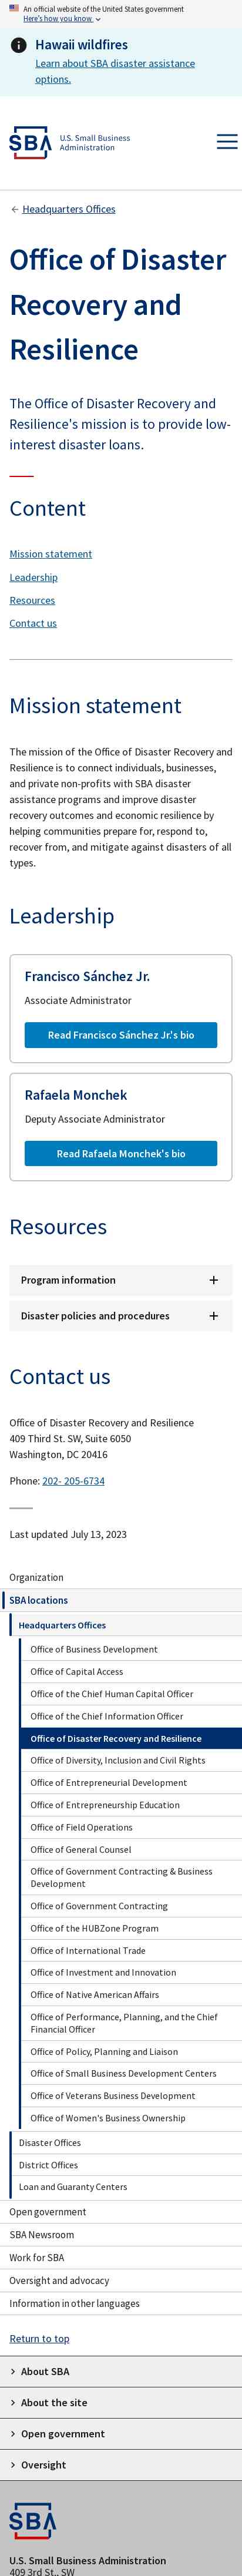 An official website of the United States government
Here's how you know
Hawaii wildfires
Learn about SBA disaster assistance
options.
SBA
U.S. Small Business
Administration
Headquarters Offices
Office of Disaster
Recovery and
Resilience
The Office of Disaster Recovery and
Resilience's mission is to provide low-
interest disaster loans.
Content
Mission statement
Leadership
Resources
Contact us
Mission statement
The mission of the Office of Disaster Recovery and
Resilience is to connect individuals, businesses,
and private non-profits with SBA disaster
assistance programs and improve disaster
recovery outcomes and economic resilience by
helping communities prepare for, respond to,
recover from, and mitigate against disasters of all
types.
Leadership
Francisco Sánchez Jr.
Associate Administrator
Read Francisco Sánchez Jr.'s bio
Rafaela Monchek
Deputy Associate Administrator
Read Rafaela Monchek's bio
Resources
Program information
Disaster policies and procedures
Contact us
Office of Disaster Recovery and Resilience
409 Third St. SW, Suite 6050
Washington, DC 20416
Phone: 202- 205-6734
Last updated July 13, 2023
Organization
SBA locations
Headquarters Offices
Office of Business Development
Office of Capital Access
Office of the Chief Human Capital Officer
Office of the Chief Information Officer
Office of Disaster Recovery and Resilience
Office of Diversity, Inclusion and Civil Rights
Office of Entrepreneurial Development
Office of Entrepreneurship Education
Office of Field Operations
Office of General Counsel
Office of Government Contracting & Business
Development
Office of Government Contracting
Office of the HUBZone Program
Office of International Trade
Office of Investment and Innovation
Office of Native American Affairs
Office of Performance, Planning, and the Chief
Financial Officer
Office of Policy, Planning and Liaison
Office of Small Business Development Centers
Office of Veterans Business Development
Office of Women's Business Ownership
Disaster Offices
District Offices
Loan and Guaranty Centers
Open government
SBA Newsroom
Work for SBA
Oversight and advocacy
Information in other languages
Return to top
About SBA
About the site
Open government
Oversight
SBA
U.S. Small Business Administration
409 3rd St., SW